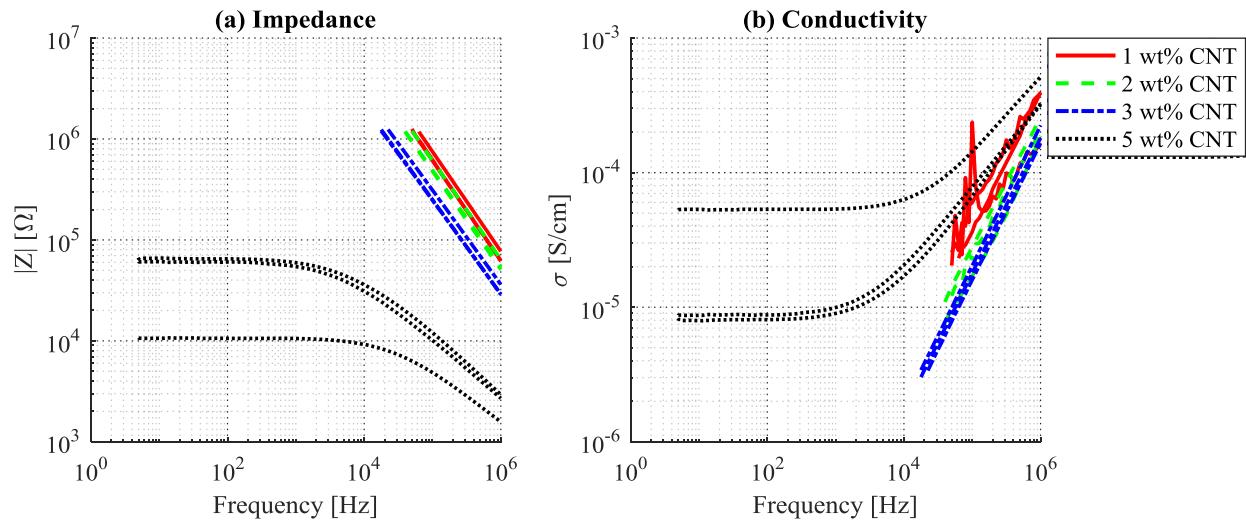 (a) Impedance
|Z| [Ω]
10^7
10^6
10^5
10^4
10^3
10^0
10^2
10^4
10^6
Frequency [Hz]
(b) Conductivity
σ [S/cm]
10^-3
10^-4
10^-5
10^-6
10^0
10^2
10^4
10^6
Frequency [Hz]
1 wt% CNT
2 wt% CNT
3 wt% CNT
5 wt% CNT